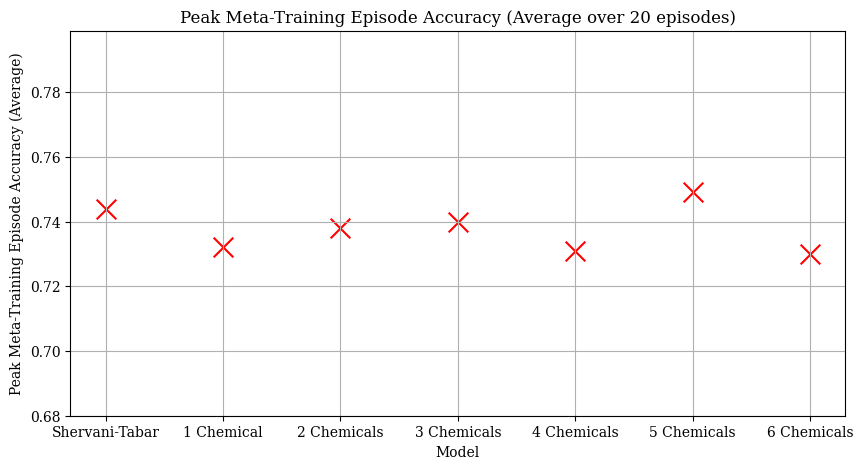 Peak Meta-Training Episode Accuracy (Average over 20 episodes)
Peak Meta-Training Episode Accuracy (Average)
0.78
0.76
0.74
0.72
0.70
0.68
Shervani-Tabar 1 Chemical 2 Chemicals 3 Chemicals 4 Chemicals 5 Chemicals 6 Chemicals
Model